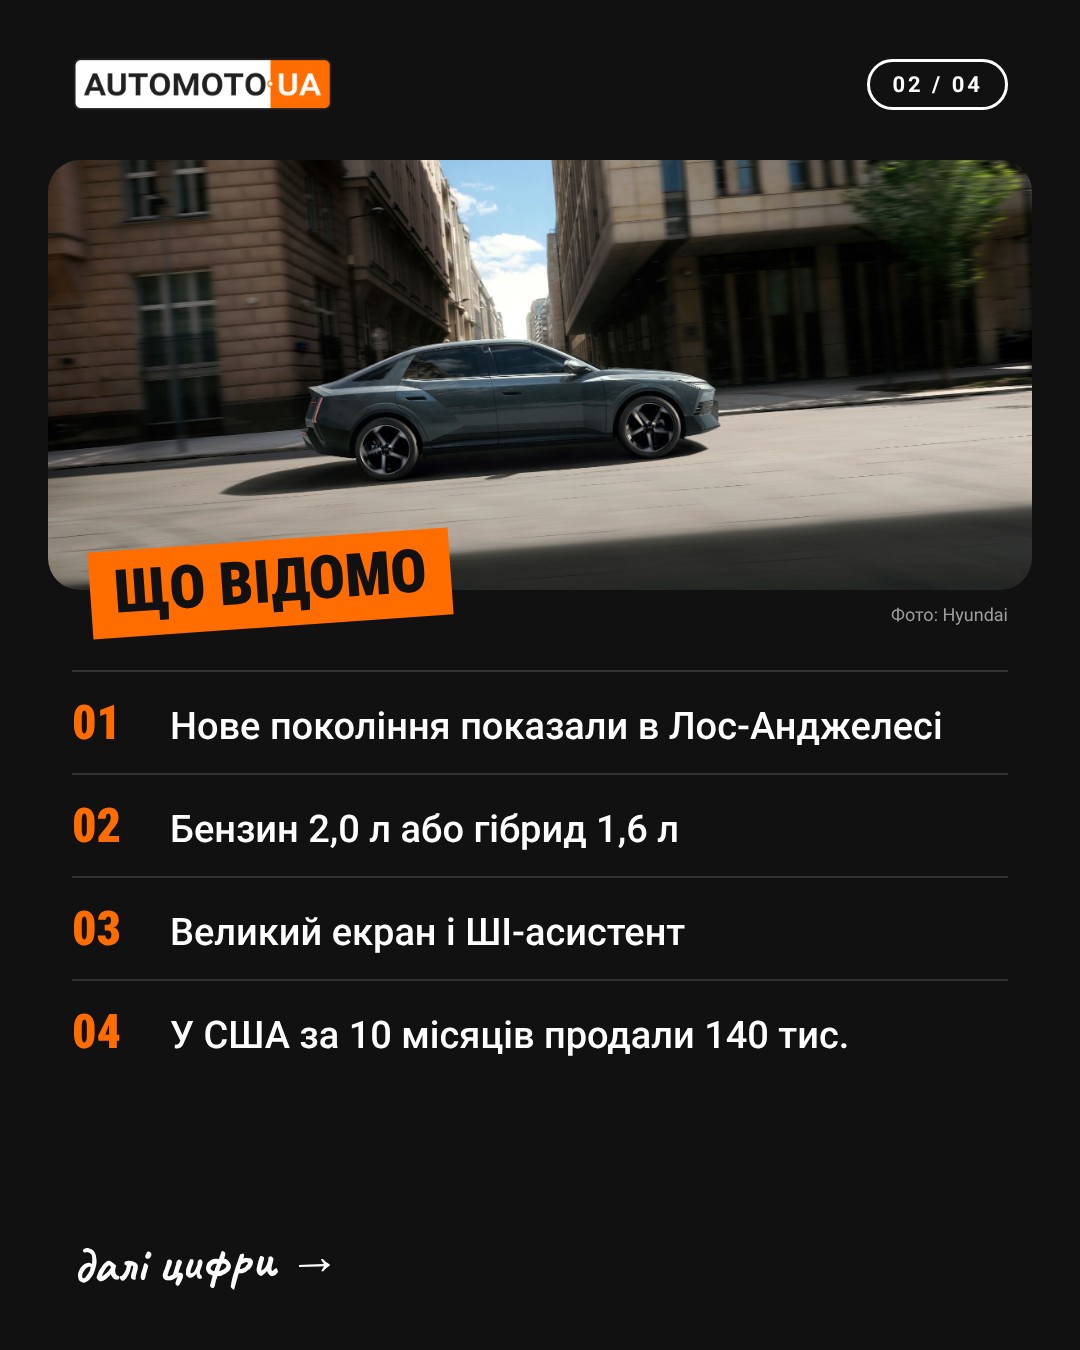 AUTOMOTO UA
02 / 04
ЩО ВІДОМО
Фото: Hyundai
01 Нове покоління показали в Лос-Анджелесі
02 Бензин 2,0 л або гібрид 1,6 л
03 Великий екран і ШІ-асистент
04 У США за 10 місяців продали 140 тис.
далі цифри →